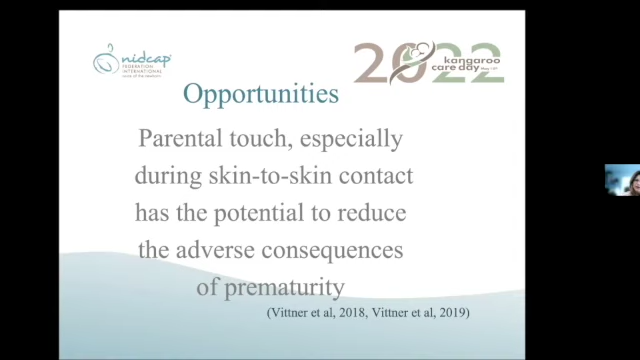 nidcap
FEDERATION
INTERNATIONAL
2022
kangaroo
care day
Opportunities
Parental touch, especially
during skin-to-skin contact
has the potential to reduce
the adverse consequences
of prematurity
(Vittner et al, 2018, Vittner et al, 2019)